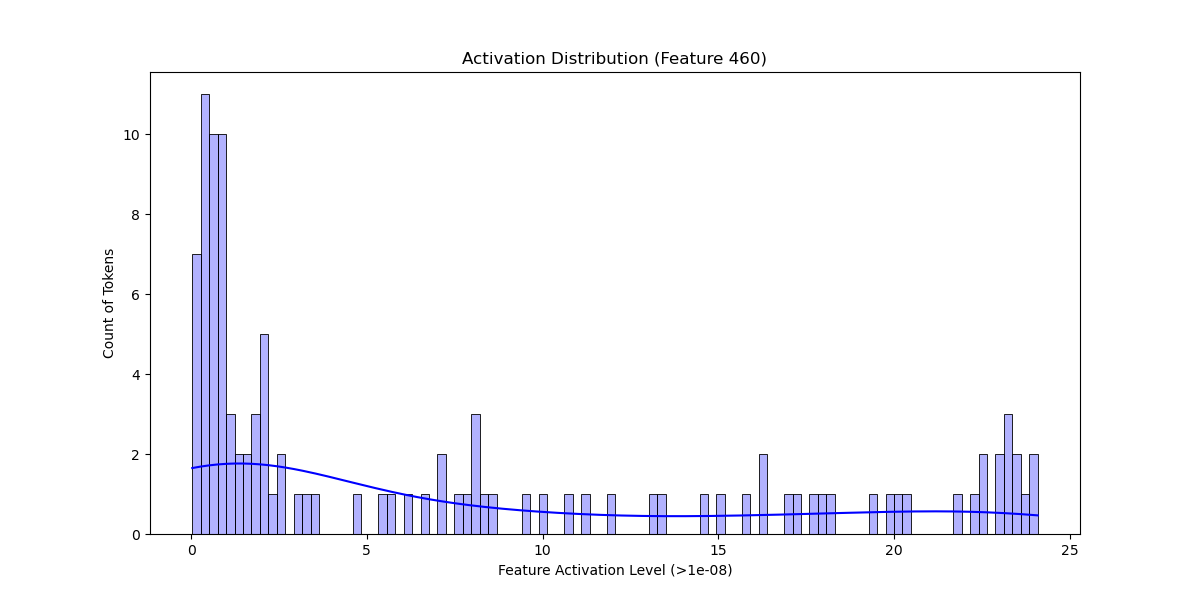 Activation Distribution (Feature 460)
10
8
6
4
2
0
Count of Tokens
0 5 10 15 20 25
Feature Activation Level (>1e-08)